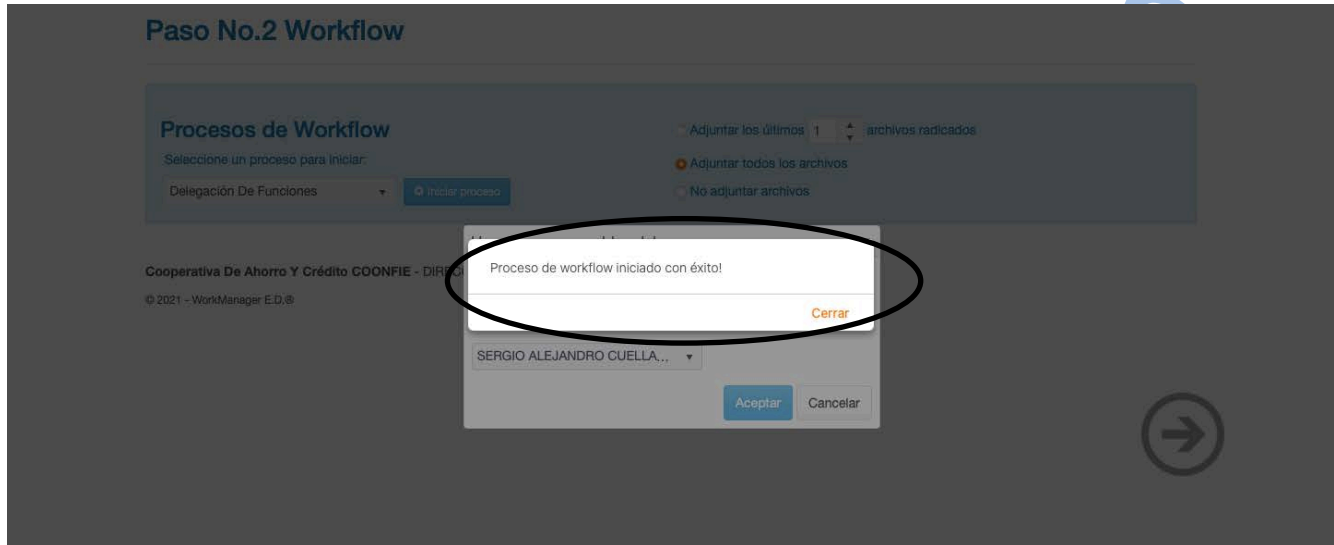 Paso No.2 Workflow
Procesos de Workflow
Seleccione un proceso para iniciar:
Delegación De Funciones
Iniciar proceso
Adjuntar los últimos 1 archivos radicados
Adjuntar todos los archivos
No adjuntar archivos
Cooperativa De Ahorro Y Crédito COONFIE -
© 2021 - WorkManager E.D.®
Proceso de workflow iniciado con éxito!
Cerrar
SERGIO ALEJANDRO CUELLA...
Aceptar Cancelar